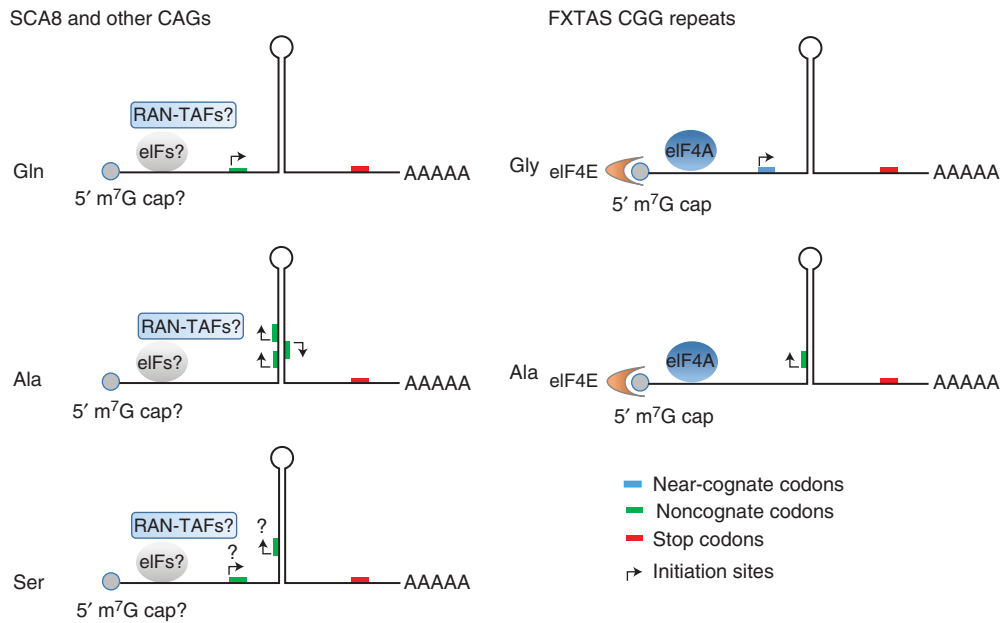 SCA8 and other CAGs
RAN-TAFs?
eIFs?
Gln
AAAAA
5′ m⁷G cap?
RAN-TAFs?
eIFs?
Ala
AAAAA
5′ m⁷G cap?
RAN-TAFs?
?
eIFs?
?
Ser
AAAAA
5′ m⁷G cap?
FXTAS CGG repeats
eIF4A
Gly eIF4E
AAAAA
5′ m⁷G cap
eIF4A
Ala eIF4E
AAAAA
5′ m⁷G cap
Near-cognate codons
Noncognate codons
Stop codons
Initiation sites